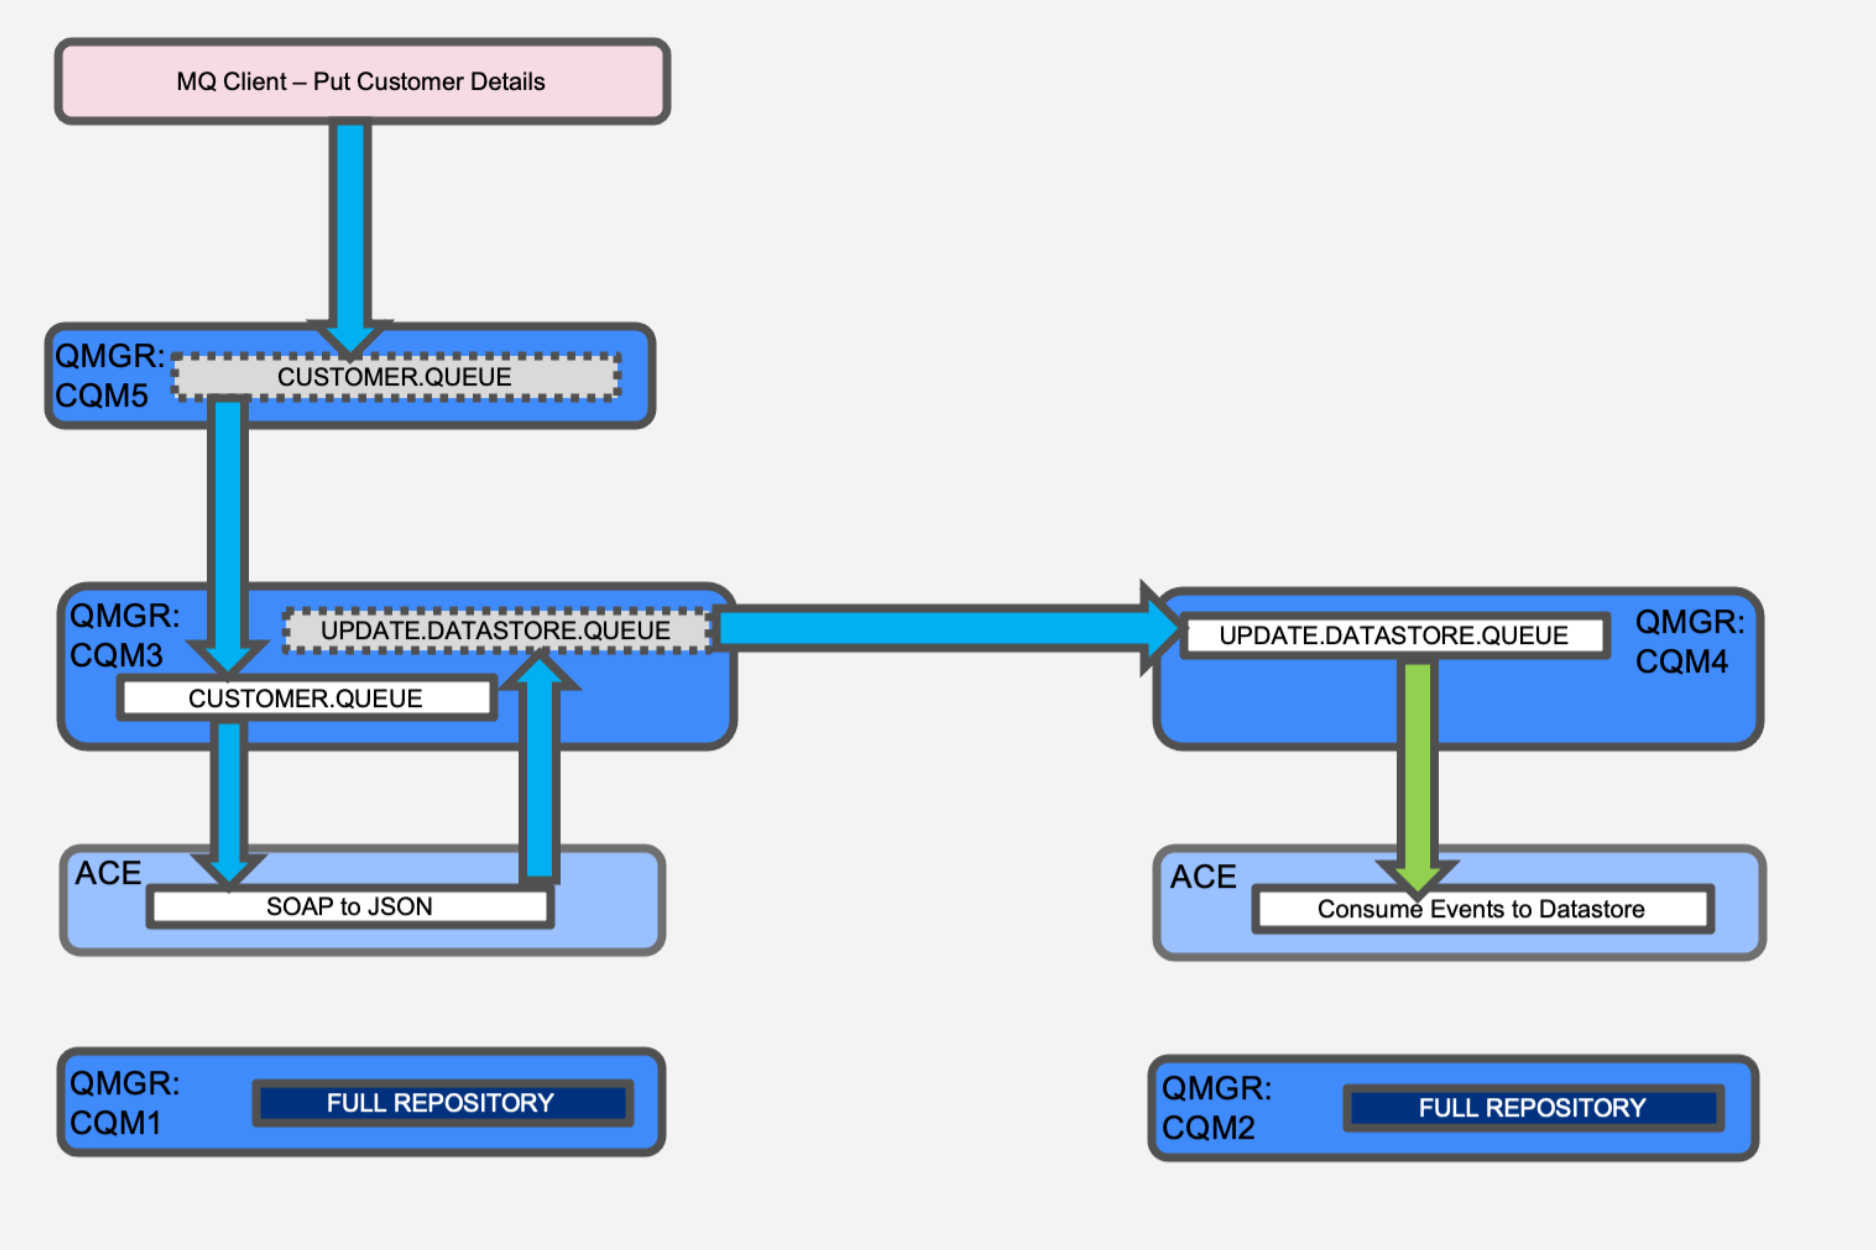 MQ Client – Put Customer Details
QMGR:
CQM5
CUSTOMER.QUEUE
QMGR:
CQM3
UPDATE.DATASTORE.QUEUE
CUSTOMER.QUEUE
UPDATE.DATASTORE.QUEUE
QMGR:
CQM4
ACE
SOAP to JSON
ACE
Consume Events to Datastore
QMGR:
CQM1
FULL REPOSITORY
QMGR:
CQM2
FULL REPOSITORY